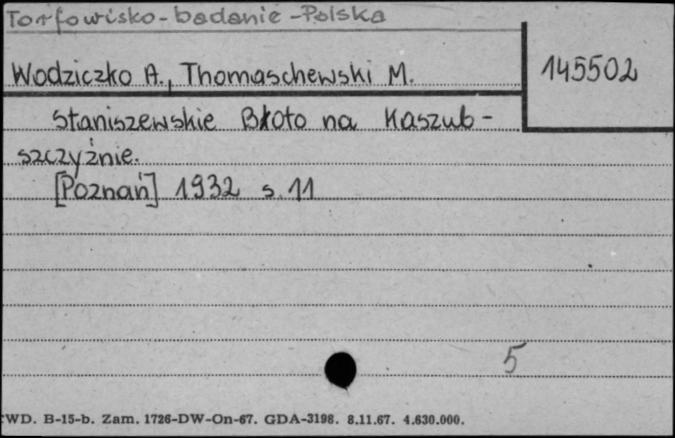 Torfowisko-badanie-Polska
Wodziczko A., Thomaschewski M.
145502
Staniszewskie Błoto na Kaszub-
szczyźnie.
[Poznań] 1932 s. 11
5
WD. B-15-b. Zam. 1726-DW-On-67. GDA-3198. 8.11.67. 4.630.000.